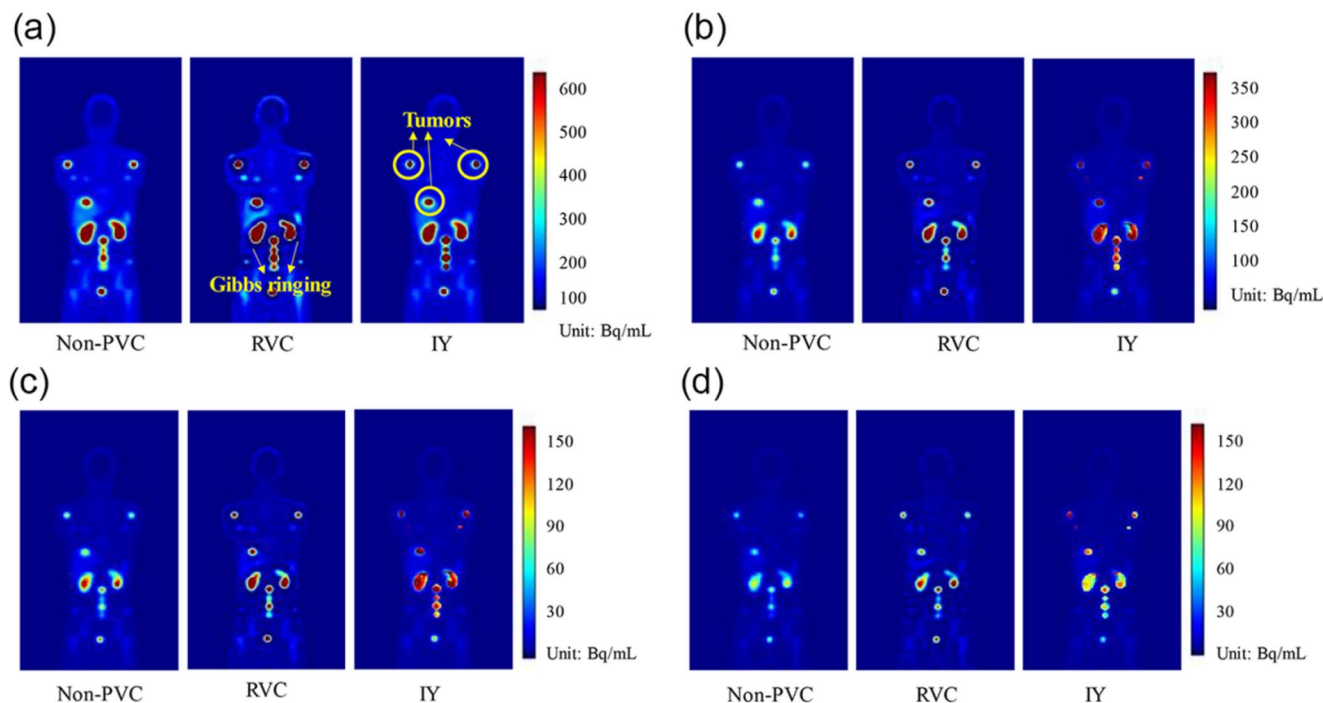 (a)
Tumors
Gibbs ringing
600
500
400
300
200
100
Unit: Bq/mL
Non-PVC RVC IY
(b)
350
300
250
200
150
100
Unit: Bq/mL
Non-PVC RVC IY
(c)
150
120
90
60
30
Unit: Bq/mL
Non-PVC RVC IY
(d)
150
120
90
60
30
Unit: Bq/mL
Non-PVC RVC IY